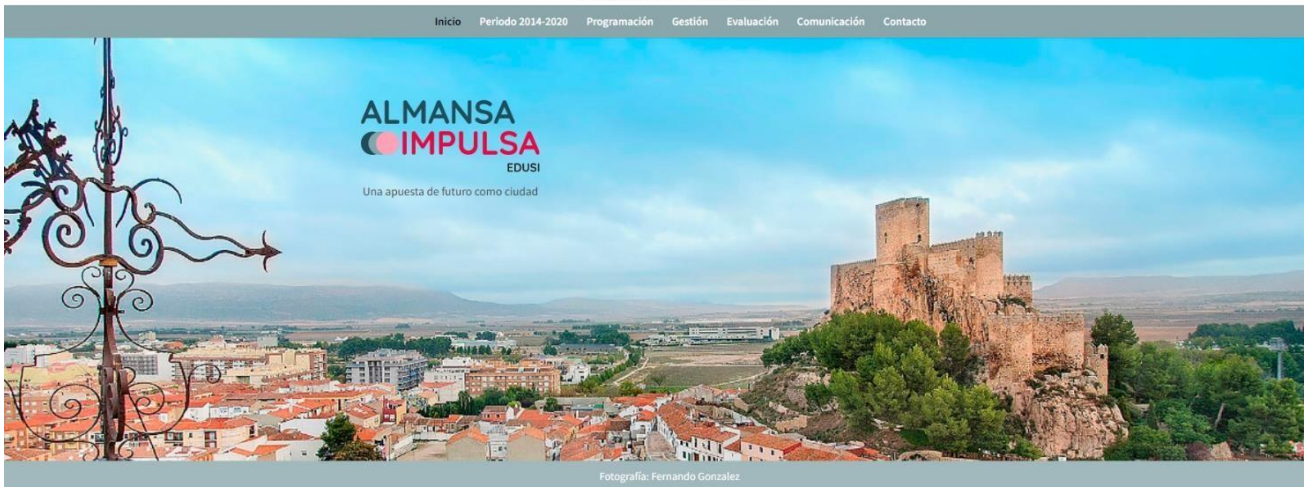 Inicio Periodo 2014-2020 Programación Gestión Evaluación Comunicación Contacto
ALMANSA
IMPULSA
EDUSI
Una apuesta de futuro como ciudad
Fotografía: Fernando Gonzalez